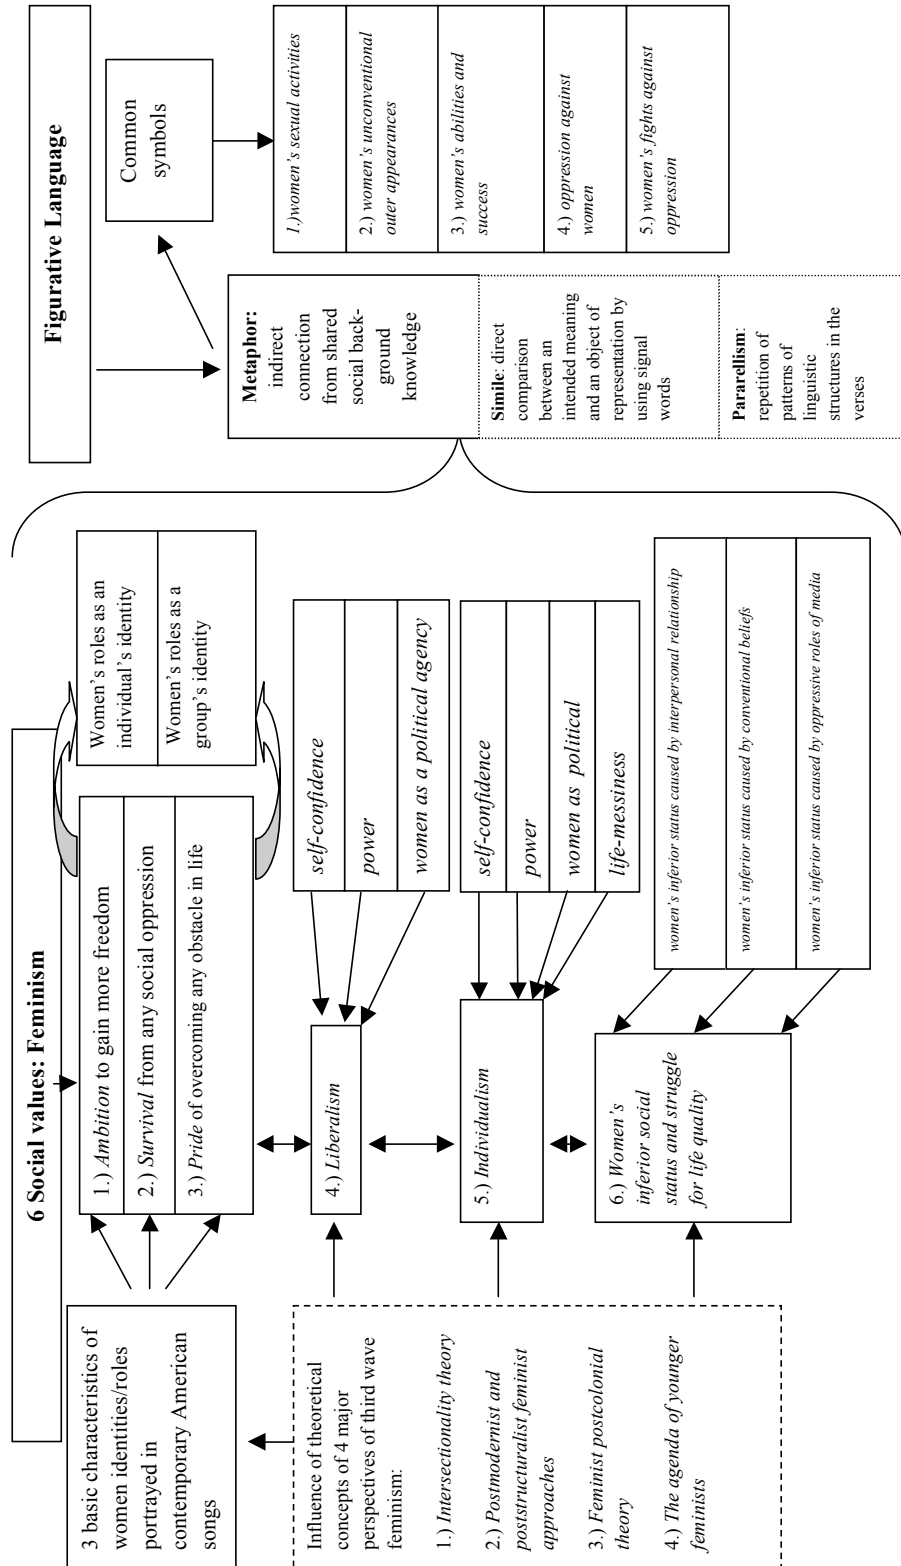 6 Social values: Feminism
3 basic characteristics of
women identities/roles
portrayed in
contemporary American
songs
Influence of theoretical
concepts of 4 major
perspectives of third wave
feminism:
1.) Intersectionality theory
2.) Postmodernist and
poststructuralist feminist
approaches
3.) Feminist postcolonial
theory
4.) The agenda of younger
feminists
1.) Ambition to gain more freedom
2.) Survival from any social oppression
3.) Pride of overcoming any obstacle in life
4.) Liberalism
5.) Individualism
6.) Women's
inferior social
status and struggle
for life quality
Women's roles as an
individual's identity
Women's roles as a
group's identity
self-confidence
power
women as a political agency
self-confidence
power
women as political
life-messiness
women's inferior status caused by interpersonal relationship
women's inferior status caused by conventional beliefs
women's inferior status caused by oppressive roles of media
Figurative Language
Metaphor:
indirect
connection
from shared
social back-
ground
knowledge
Simile: direct
comparison
between an
intended meaning
and an object of
representation by
using signal
words
Pararellism:
repetition of
patterns of
linguistic
structures in the
verses
Common
symbols
1.)women's sexual activities
2.) women's unconventional
outer appearances
3.) women's abilities and
success
4.) oppression against
women
5.) women's fights against
oppression